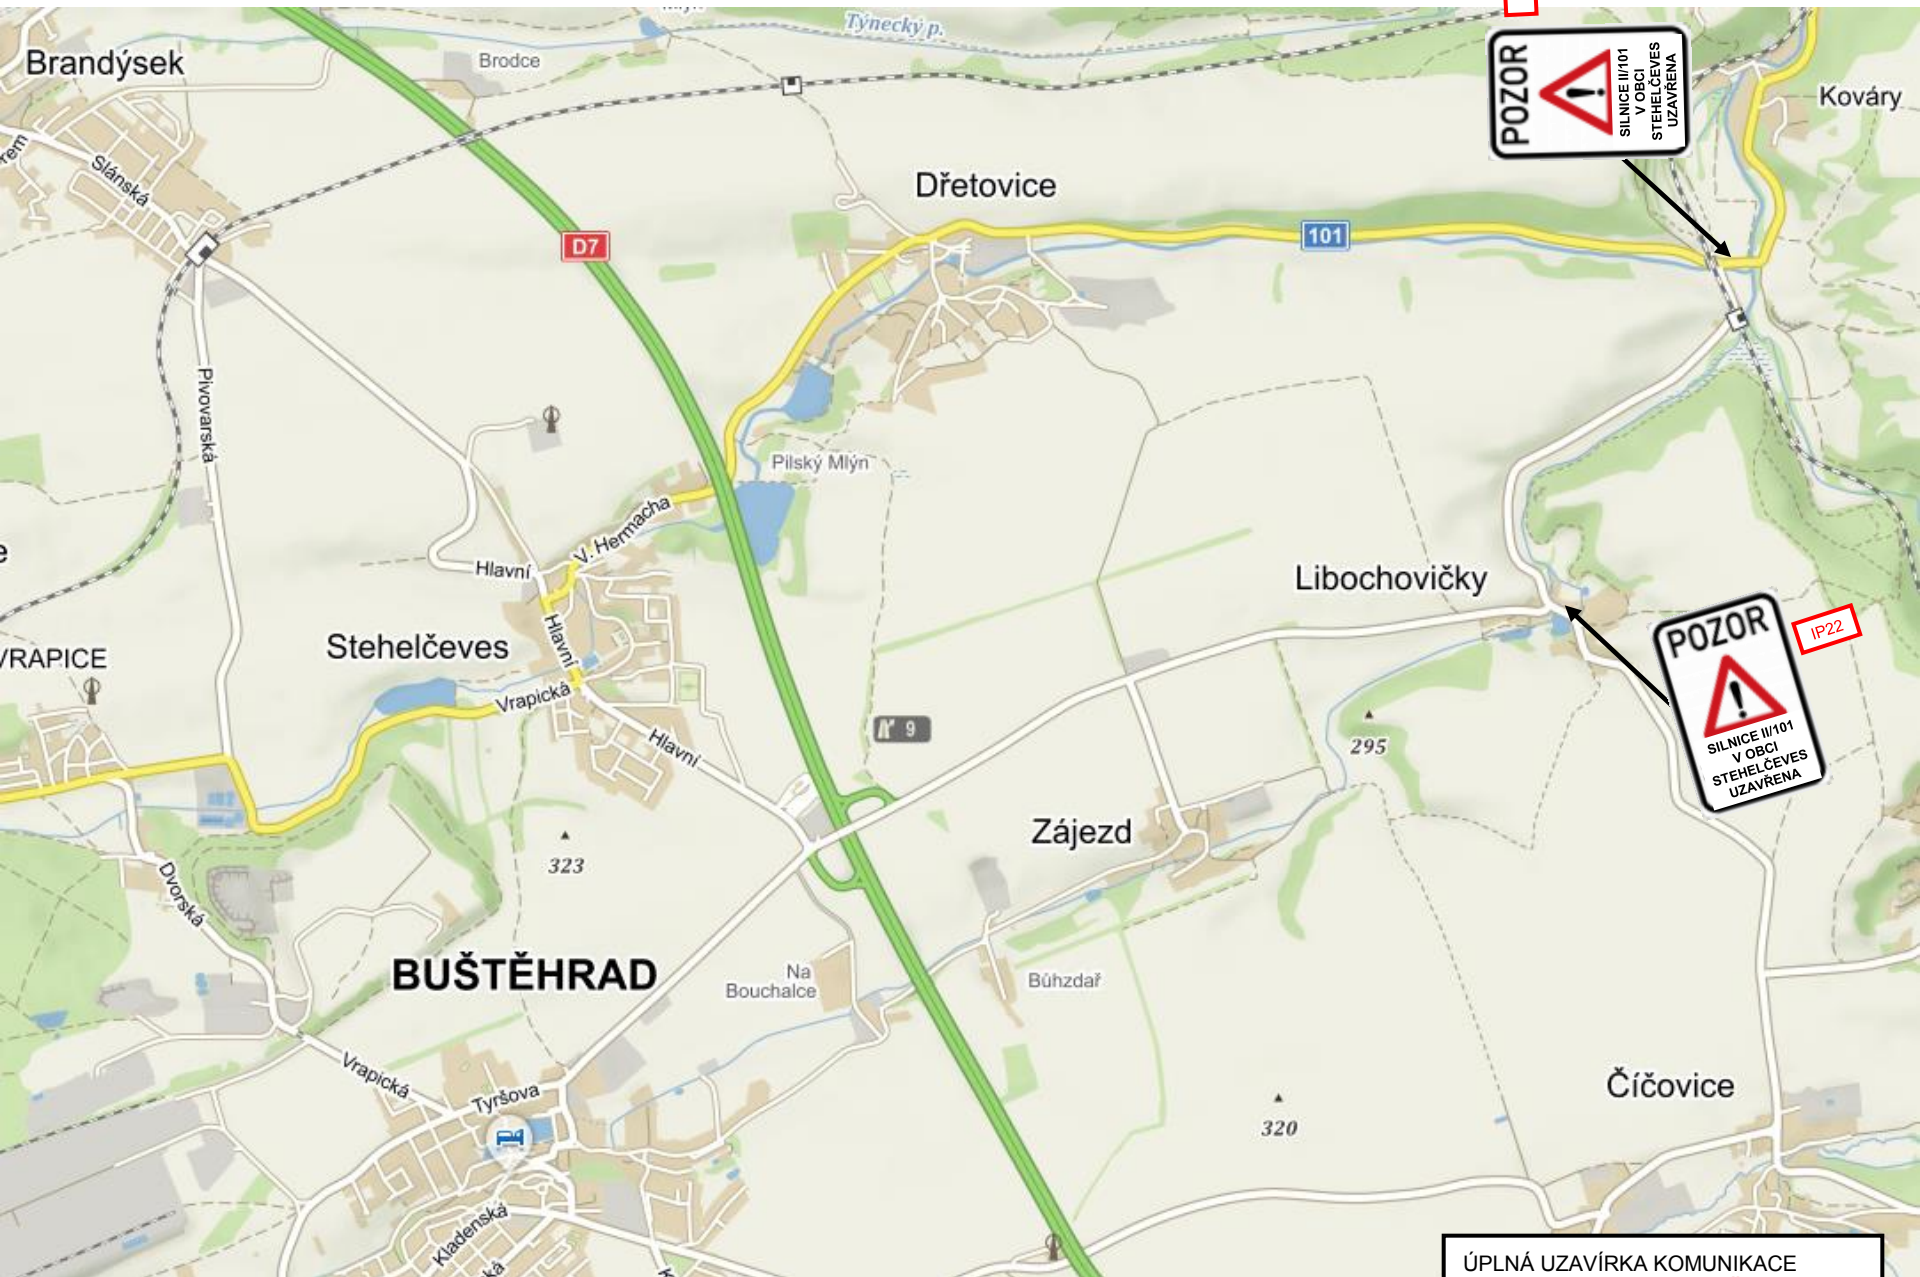 Týnecký p.
Brandýsek
Brodce
POZOR
SILNICE II/101
V OBCI
STEHELČEVES
UZAVŘENA
Kováry
Slánská
Dřetovice
D7
101
Pivovarská
Pilský Mlýn
V. Hermacha
Hlavní
Libochovičky
Hlavní
Stehelčeves
POZOR
IP22
SILNICE II/101
V OBCI
STEHELČEVES
UZAVŘENA
VRAPICE
Vrapická
Hlavní
9
295
Zájezd
323
Dvorská
BUŠTĚHRAD
Na
Bouchalce
Bůhzdař
Vrapická
Tyršova
Číčovice
320
Kladenská
ÚPLNÁ UZAVÍRKA KOMUNIKACE